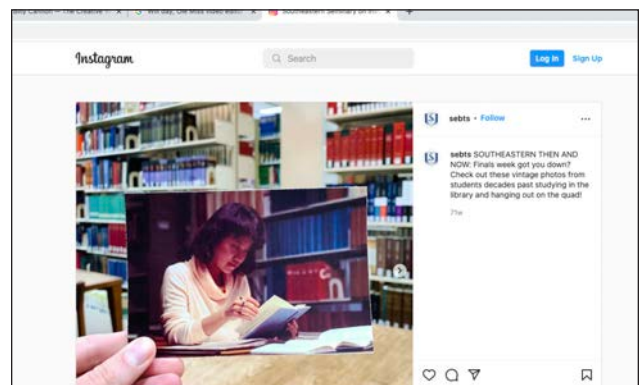 Instagram
Search
Log In
Sign Up
sebts • Follow
sebts SOUTHEASTERN THEN AND
NOW: Finals week got you down?
Check out these vintage photos from
students decades past studying in the
library and hanging out on the quad!
71w